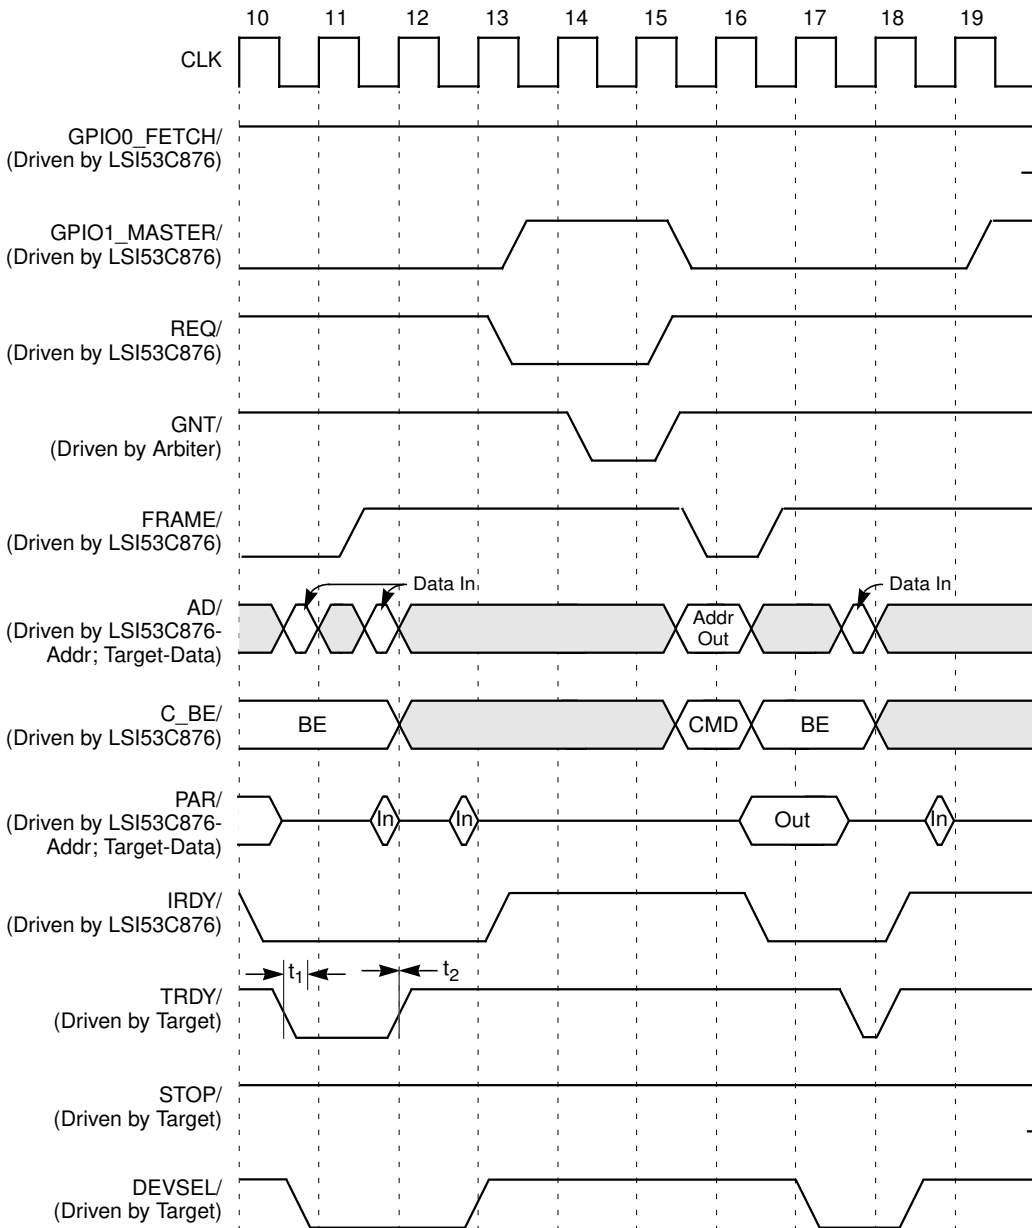 10 11 12 13 14 15 16 17 18 19
CLK
GPIO0_FETCH/
(Driven by LSI53C876)
GPIO1_MASTER/
(Driven by LSI53C876)
REQ/
(Driven by LSI53C876)
GNT/
(Driven by Arbiter)
FRAME/
(Driven by LSI53C876)
Data In
Data In
AD/
(Driven by LSI53C876-
Addr; Target-Data)
Addr
Out
C_BE/
(Driven by LSI53C876)
BE
CMD
BE
PAR/
(Driven by LSI53C876-
Addr; Target-Data)
In
In
Out
In
IRDY/
(Driven by LSI53C876)
t1
t2
TRDY/
(Driven by Target)
STOP/
(Driven by Target)
DEVSEL/
(Driven by Target)